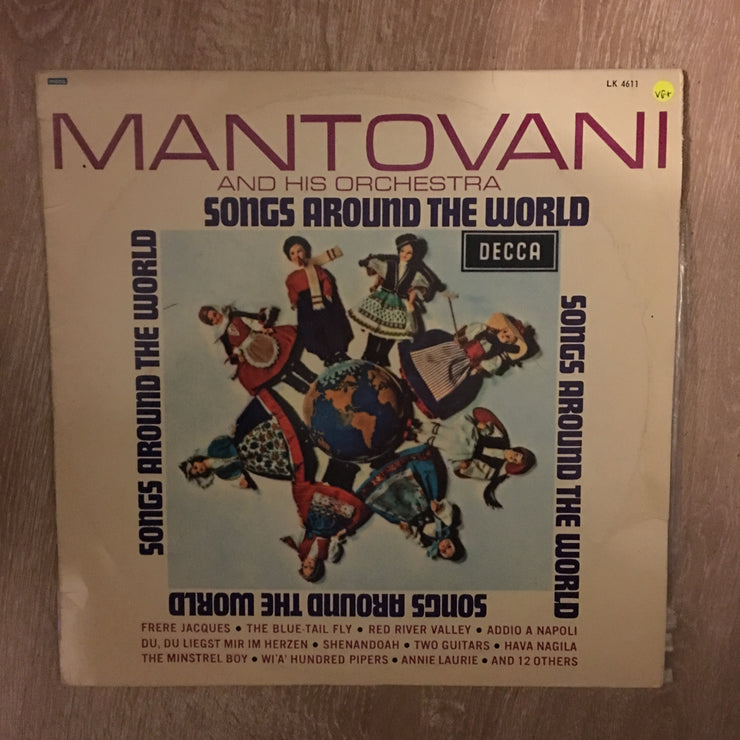 mono
LK 4611
VG+
MANTOVANI
AND HIS ORCHESTRA
SONGS AROUND THE WORLD
DECCA
SONGS AROUND THE WORLD
SONGS AROUND THE WORLD
SONGS AROUND THE WORLD
FRERE JACQUES • THE BLUE-TAIL FLY • RED RIVER VALLEY • ADDIO A NAPOLI
DU, DU LIEGST MIR IM HERZEN • SHENANDOAH • TWO GUITARS • HAVA NAGILA
THE MINSTREL BOY • WI'A' HUNDRED PIPERS • ANNIE LAURIE • AND 12 OTHERS